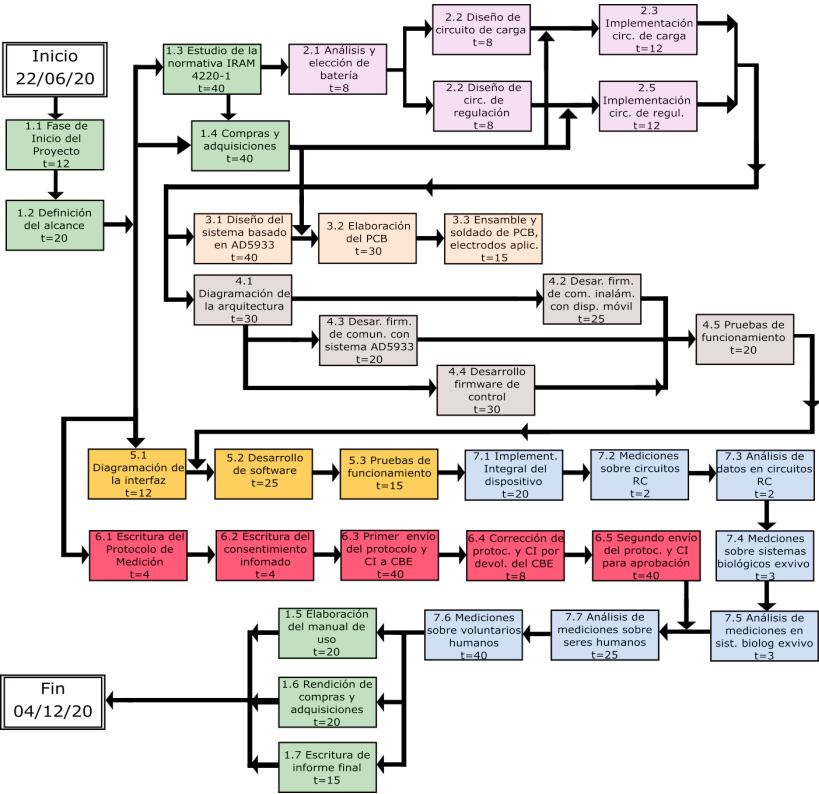 Inicio
22/06/20
1.1 Fase de
Inicio del
Proyecto
t=12
1.2 Definición
del alcance
t=20
1.3 Estudio de la
normativa IRAM
4220-1
t=40
1.4 Compras y
adquisiciones
t=40
2.1 Análisis y
elección de
batería
t=8
2.2 Diseño de
circuito de carga
t=8
2.3
Implementación
circ. de carga
t=12
2.2 Diseño de
circ. de
regulación
t=8
2.5
Implementación
circ. de regul.
t=12
3.1 Diseño del
sistema basado
en AD5933
t=40
3.2 Elaboración
del PCB
t=30
3.3 Ensamble y
soldado de PCB,
electrodos aplic.
t=15
4.1
Diagramación de
la arquitectura
t=30
4.2 Desar. firm.
de com. inalám.
con disp. móvil
t=25
4.3 Desar. firm.
de comun. con
sistema AD5933
t=20
4.4 Desarrollo
firmware de
control
t=30
4.5 Pruebas de
funcionamiento
t=20
5.1
Diagramación de
la interfaz
t=12
5.2 Desarrollo
de software
t=25
5.3 Pruebas de
funcionamiento
t=15
7.1 Implement.
Integral del
dispositivo
t=20
7.2 Mediciones
sobre circuitos
RC
t=2
7.3 Análisis de
datos en circuitos
RC
t=2
6.1 Escritura del
Protocolo de
Medición
t=4
6.2 Escritura del
consentimiento
infomado
t=4
6.3 Primer envío
del protocolo y
CI a CBE
t=40
6.4 Corrección de
protoc. y CI por
devol. del CBE
t=8
6.5 Segundo envío
del protoc. y CI
para aprobación
t=40
7.4 Medciones
sobre sistemas
biológicos exvivo
t=3
7.5 Análisis de
mediciones en
sist. biolog exvivo
t=3
7.7 Análisis de
mediciones sobre
seres humanos
t=25
7.6 Mediciones
sobre voluntarios
humanos
t=40
1.5 Elaboración
del manual de
uso
t=20
1.6 Rendición de
compras y
adquisiciones
t=20
1.7 Escritura de
informe final
t=15
Fin
04/12/20